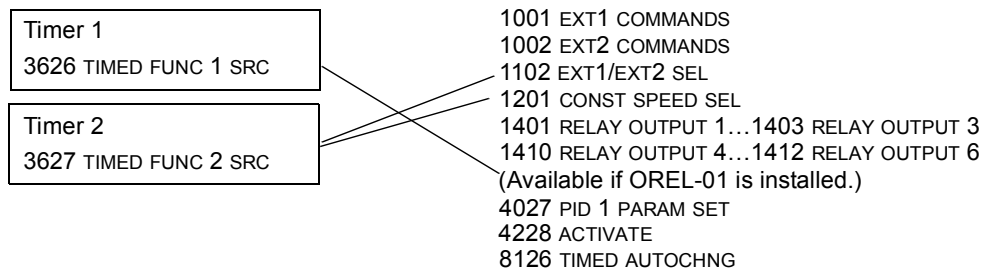 Timer 1
3626 TIMED FUNC 1 SRC
Timer 2
3627 TIMED FUNC 2 SRC
1001 EXT1 COMMANDS
1002 EXT2 COMMANDS
1102 EXT1/EXT2 SEL
1201 CONST SPEED SEL
1401 RELAY OUTPUT 1…1403 RELAY OUTPUT 3
1410 RELAY OUTPUT 4…1412 RELAY OUTPUT 6
(Available if OREL-01 is installed.)
4027 PID 1 PARAM SET
4228 ACTIVATE
8126 TIMED AUTOCHNG